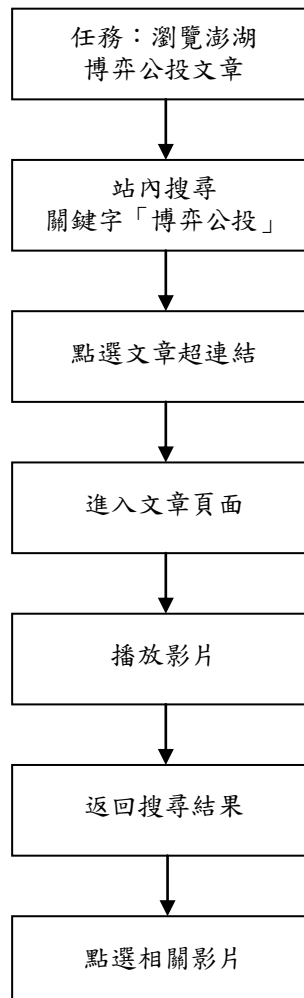 任務：瀏覽澎湖
博弈公投文章
站內搜尋
關鍵字「博弈公投」
點選文章超連結
進入文章頁面
播放影片
返回搜尋結果
點選相關影片